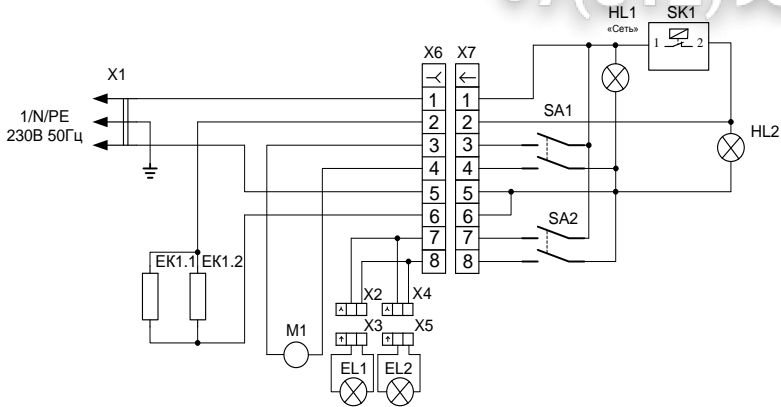 HL1
«Сеть»
SK1
1 2
X6 X7
X1
1/N/PE
230В 50Гц
1 1
2 2
3 3
4 4
5 5
6 6
7 7
8 8
SA1
HL2
SA2
EK1.1 EK1.2
X2 X4
X3 X5
M1
EL1 EL2